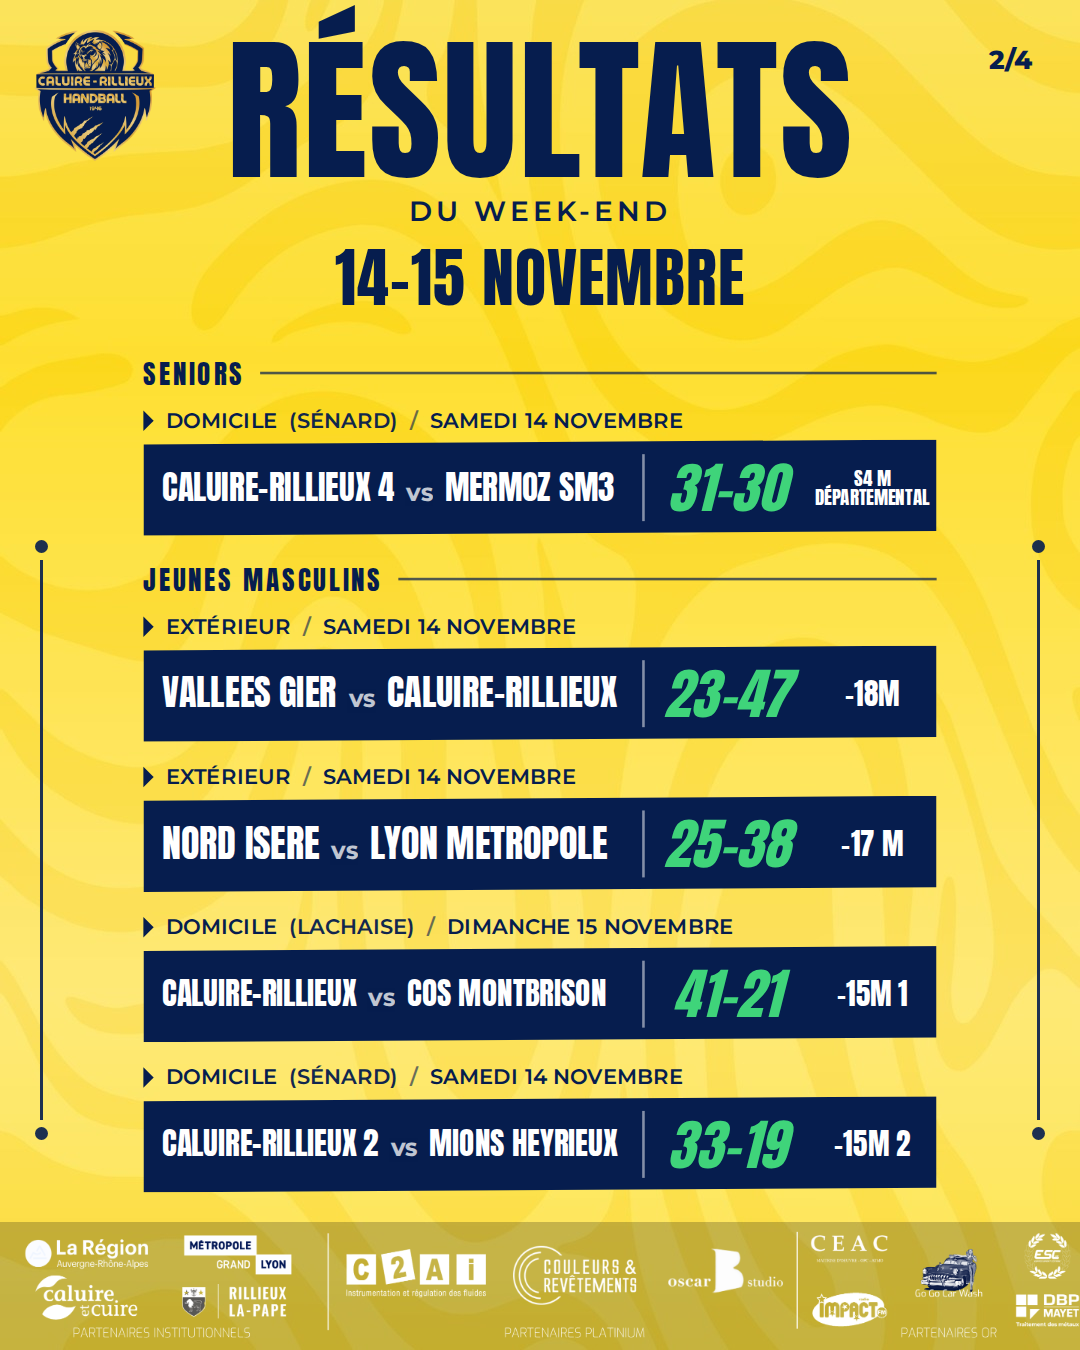 CALUIRE-RILLIEUX
HANDBALL
RÉSULTATS
2/4
DU WEEK-END
14-15 NOVEMBRE
SENIORS
DOMICILE (SÉNARD) / SAMEDI 14 NOVEMBRE
CALUIRE-RILLIEUX 4 vs MERMOZ SM3 31-30 S4 M
DÉPARTEMENTAL
JEUNES MASCULINS
EXTÉRIEUR / SAMEDI 14 NOVEMBRE
VALLEES GIER vs CALUIRE-RILLIEUX 23-47 -18M
EXTÉRIEUR / SAMEDI 14 NOVEMBRE
NORD ISERE vs LYON METROPOLE 25-38 -17 M
DOMICILE (LACHAISE) / DIMANCHE 15 NOVEMBRE
CALUIRE-RILLIEUX vs COS MONTBRISON 41-21 -15M 1
DOMICILE (SÉNARD) / SAMEDI 14 NOVEMBRE
CALUIRE-RILLIEUX 2 vs MIONS HEYRIEUX 33-19 -15M 2
La Région
Auvergne-Rhône-Alpes
MÉTROPOLE
GRAND LYON
caluire
et cuire
RILLIEUX
LA-PAPE
PARTENAIRES INSTITUTIONNELS
C2Ai
Instrumentation et régulation des fluides
COULEURS &
REVÊTEMENTS
oscar B studio
PARTENAIRES PLATINIUM
CEAC
IMPACT FM
Go Go Car Wash
ESC
DBP
MAYET
Traitement des métaux
PARTENAIRES OR